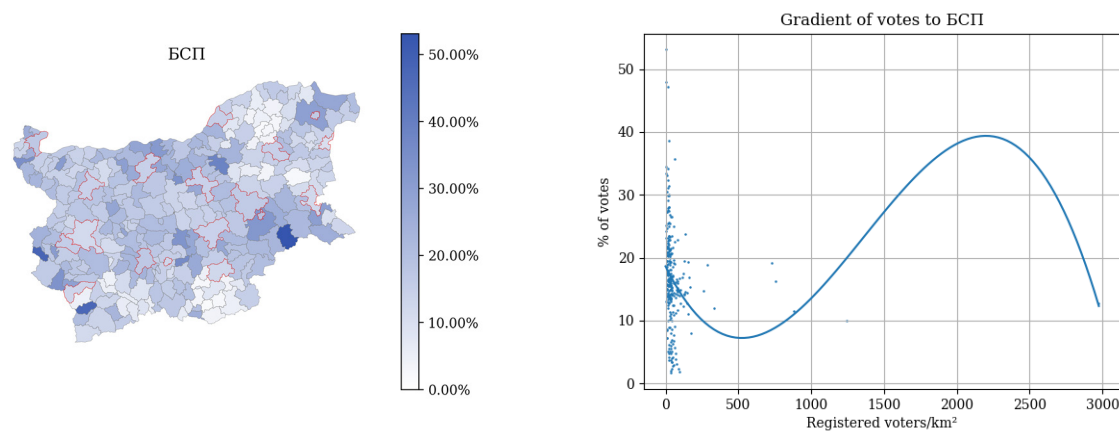 БСП
50.00%
40.00%
30.00%
20.00%
10.00%
0.00%
Gradient of votes to БСП
% of votes
50
40
30
20
10
0
0 500 1000 1500 2000 2500 3000
Registered voters/km²